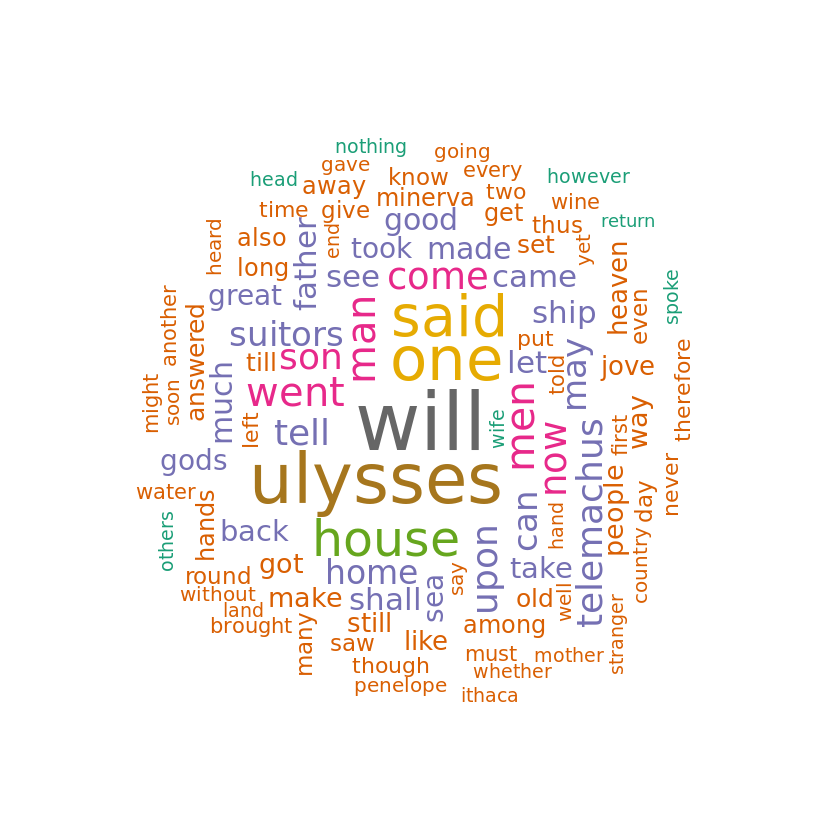 nothing
going
gave
know
every
head
away
minerva
two
however
time
give
good
get
wine
heard
also
end
took
made
set
thus
return
long
father
see
come
came
yet
heaven
great
ship
even
spoke
another
answered
suitors
man
said
put
till
son
one
let
told
may
jove
therefore
might
soon
much
went
left
tell
will
wife
men
now
first
way
gods
ulysses
telemachus
people
day
never
water
hands
back
house
upon
can
hand
others
round
got
home
take
country
without
make
shall
sea
say
old
well
land
brought
still
like
among
many
saw
though
must
mother
stranger
whether
penelope
ithaca